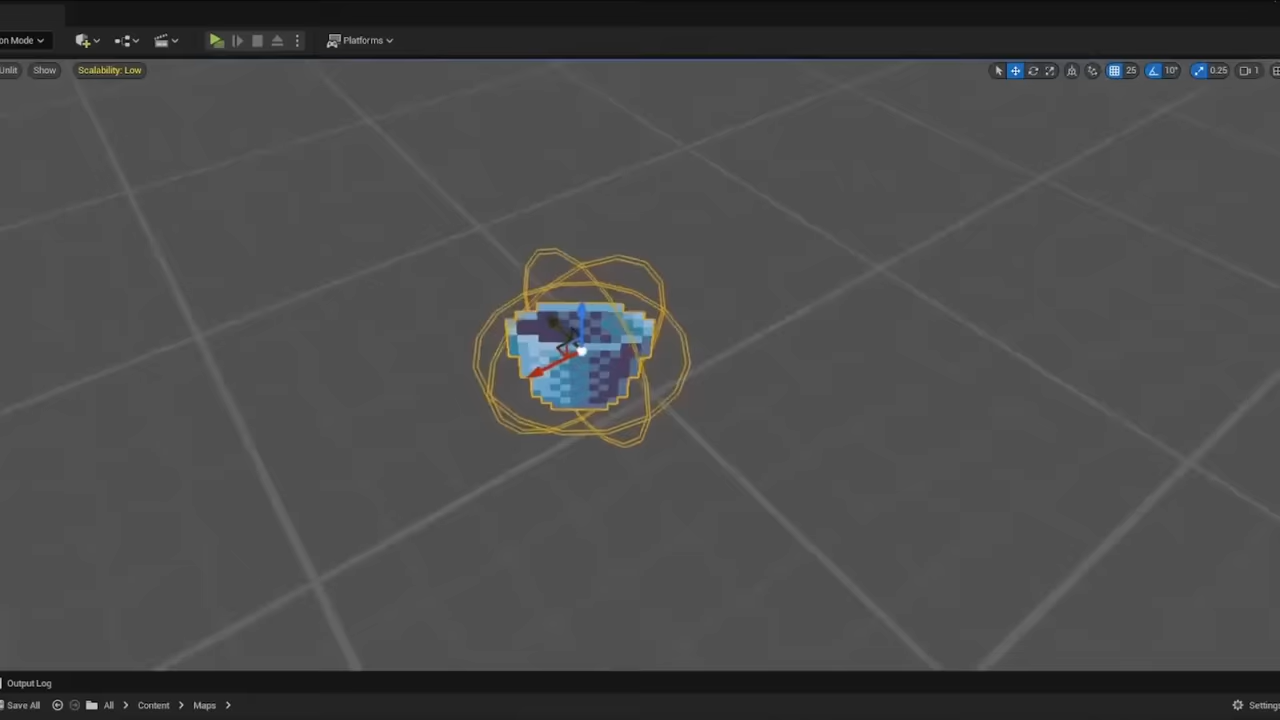 on Mode
Platforms
Unlit Show Scalability: Low
25 10° 0.25 1
Output Log
Save All All Content Maps
Settings